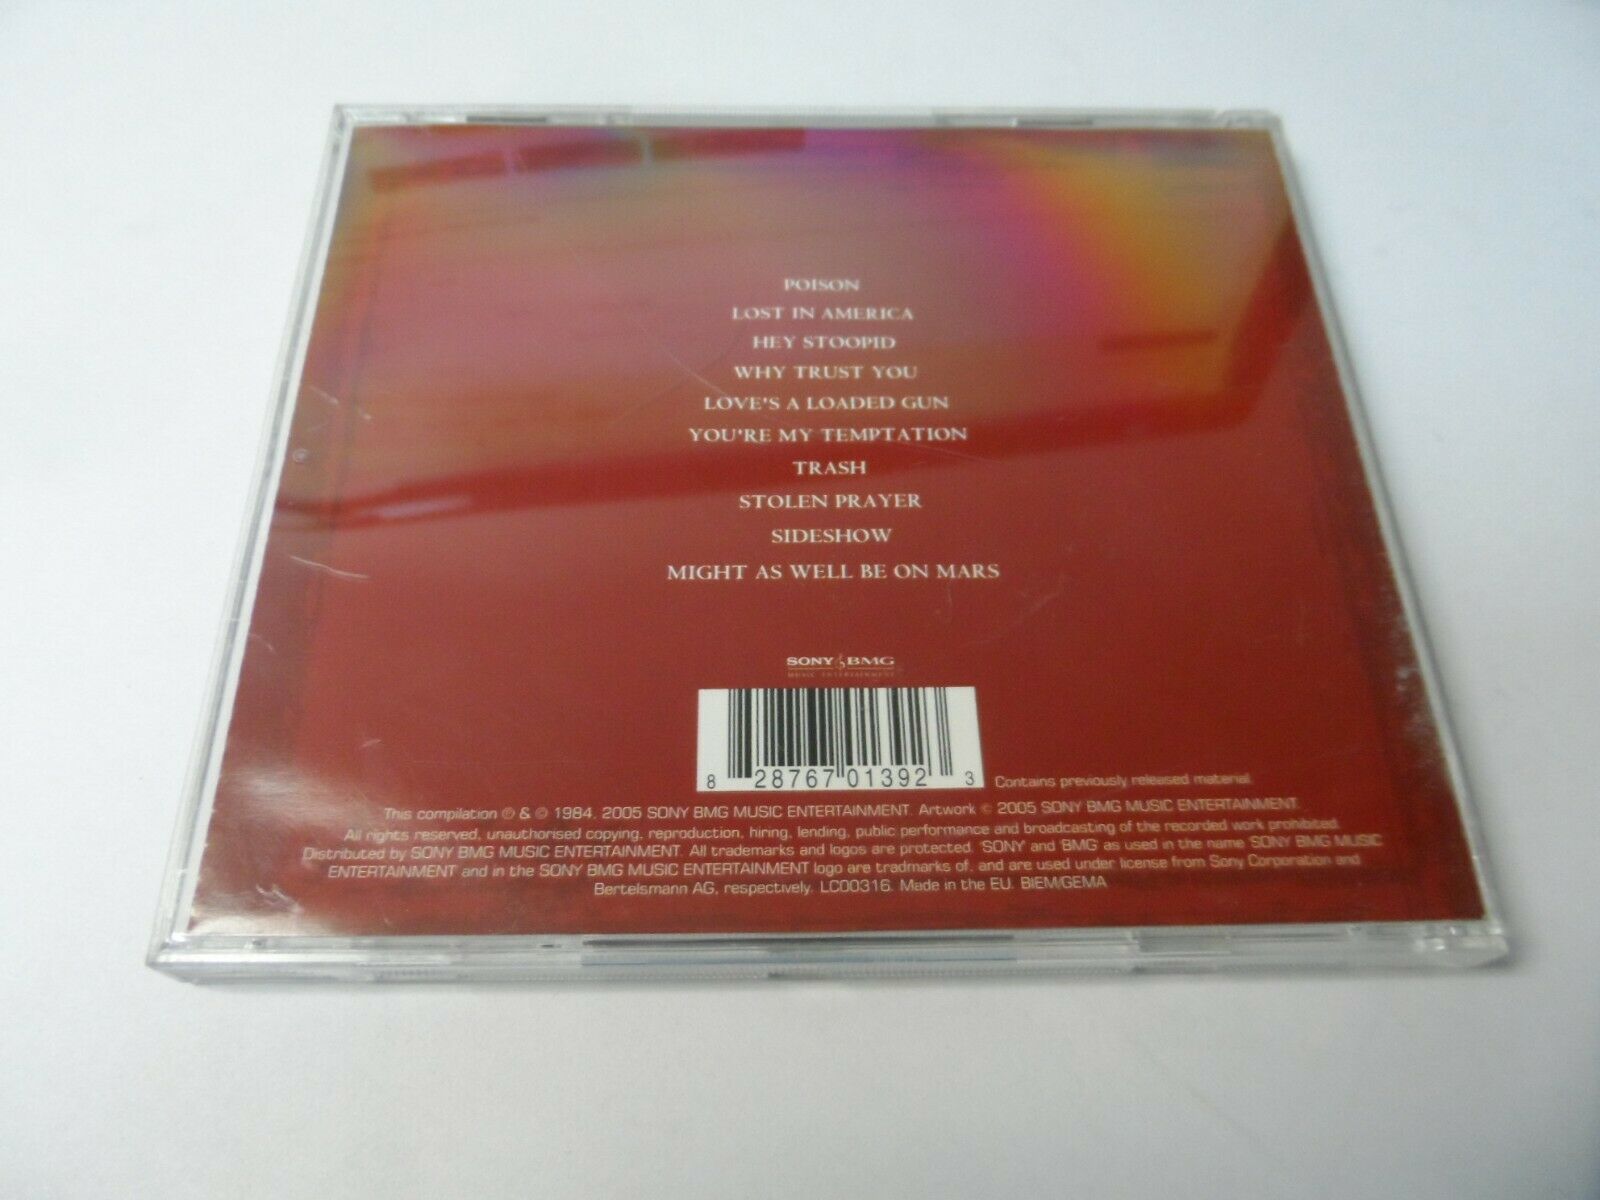 POISON
LOST IN AMERICA
HEY STOOPID
WHY TRUST YOU
LOVE'S A LOADED GUN
YOU'RE MY TEMPTATION
TRASH
STOLEN PRAYER
SIDESHOW
MIGHT AS WELL BE ON MARS
SONY BMG
MUSIC ENTERTAINMENT
8 28767 01392 3
Contains previously released material.
This compilation ℗ & © 1984, 2005 SONY BMG MUSIC ENTERTAINMENT. Artwork © 2005 SONY BMG MUSIC ENTERTAINMENT.
All rights reserved, unauthorised copying, reproduction, hiring, lending, public performance and broadcasting of the recorded work prohibited.
Distributed by SONY BMG MUSIC ENTERTAINMENT. All trademarks and logos are protected. 'SONY and BMG' as used in the name SONY BMG MUSIC
ENTERTAINMENT and in the SONY BMG MUSIC ENTERTAINMENT logo are tradmarks of, and are used under license from Sony Corporation and
Bertelsmann AG, respectively. LC00316. Made in the EU. BIEM/GEMA